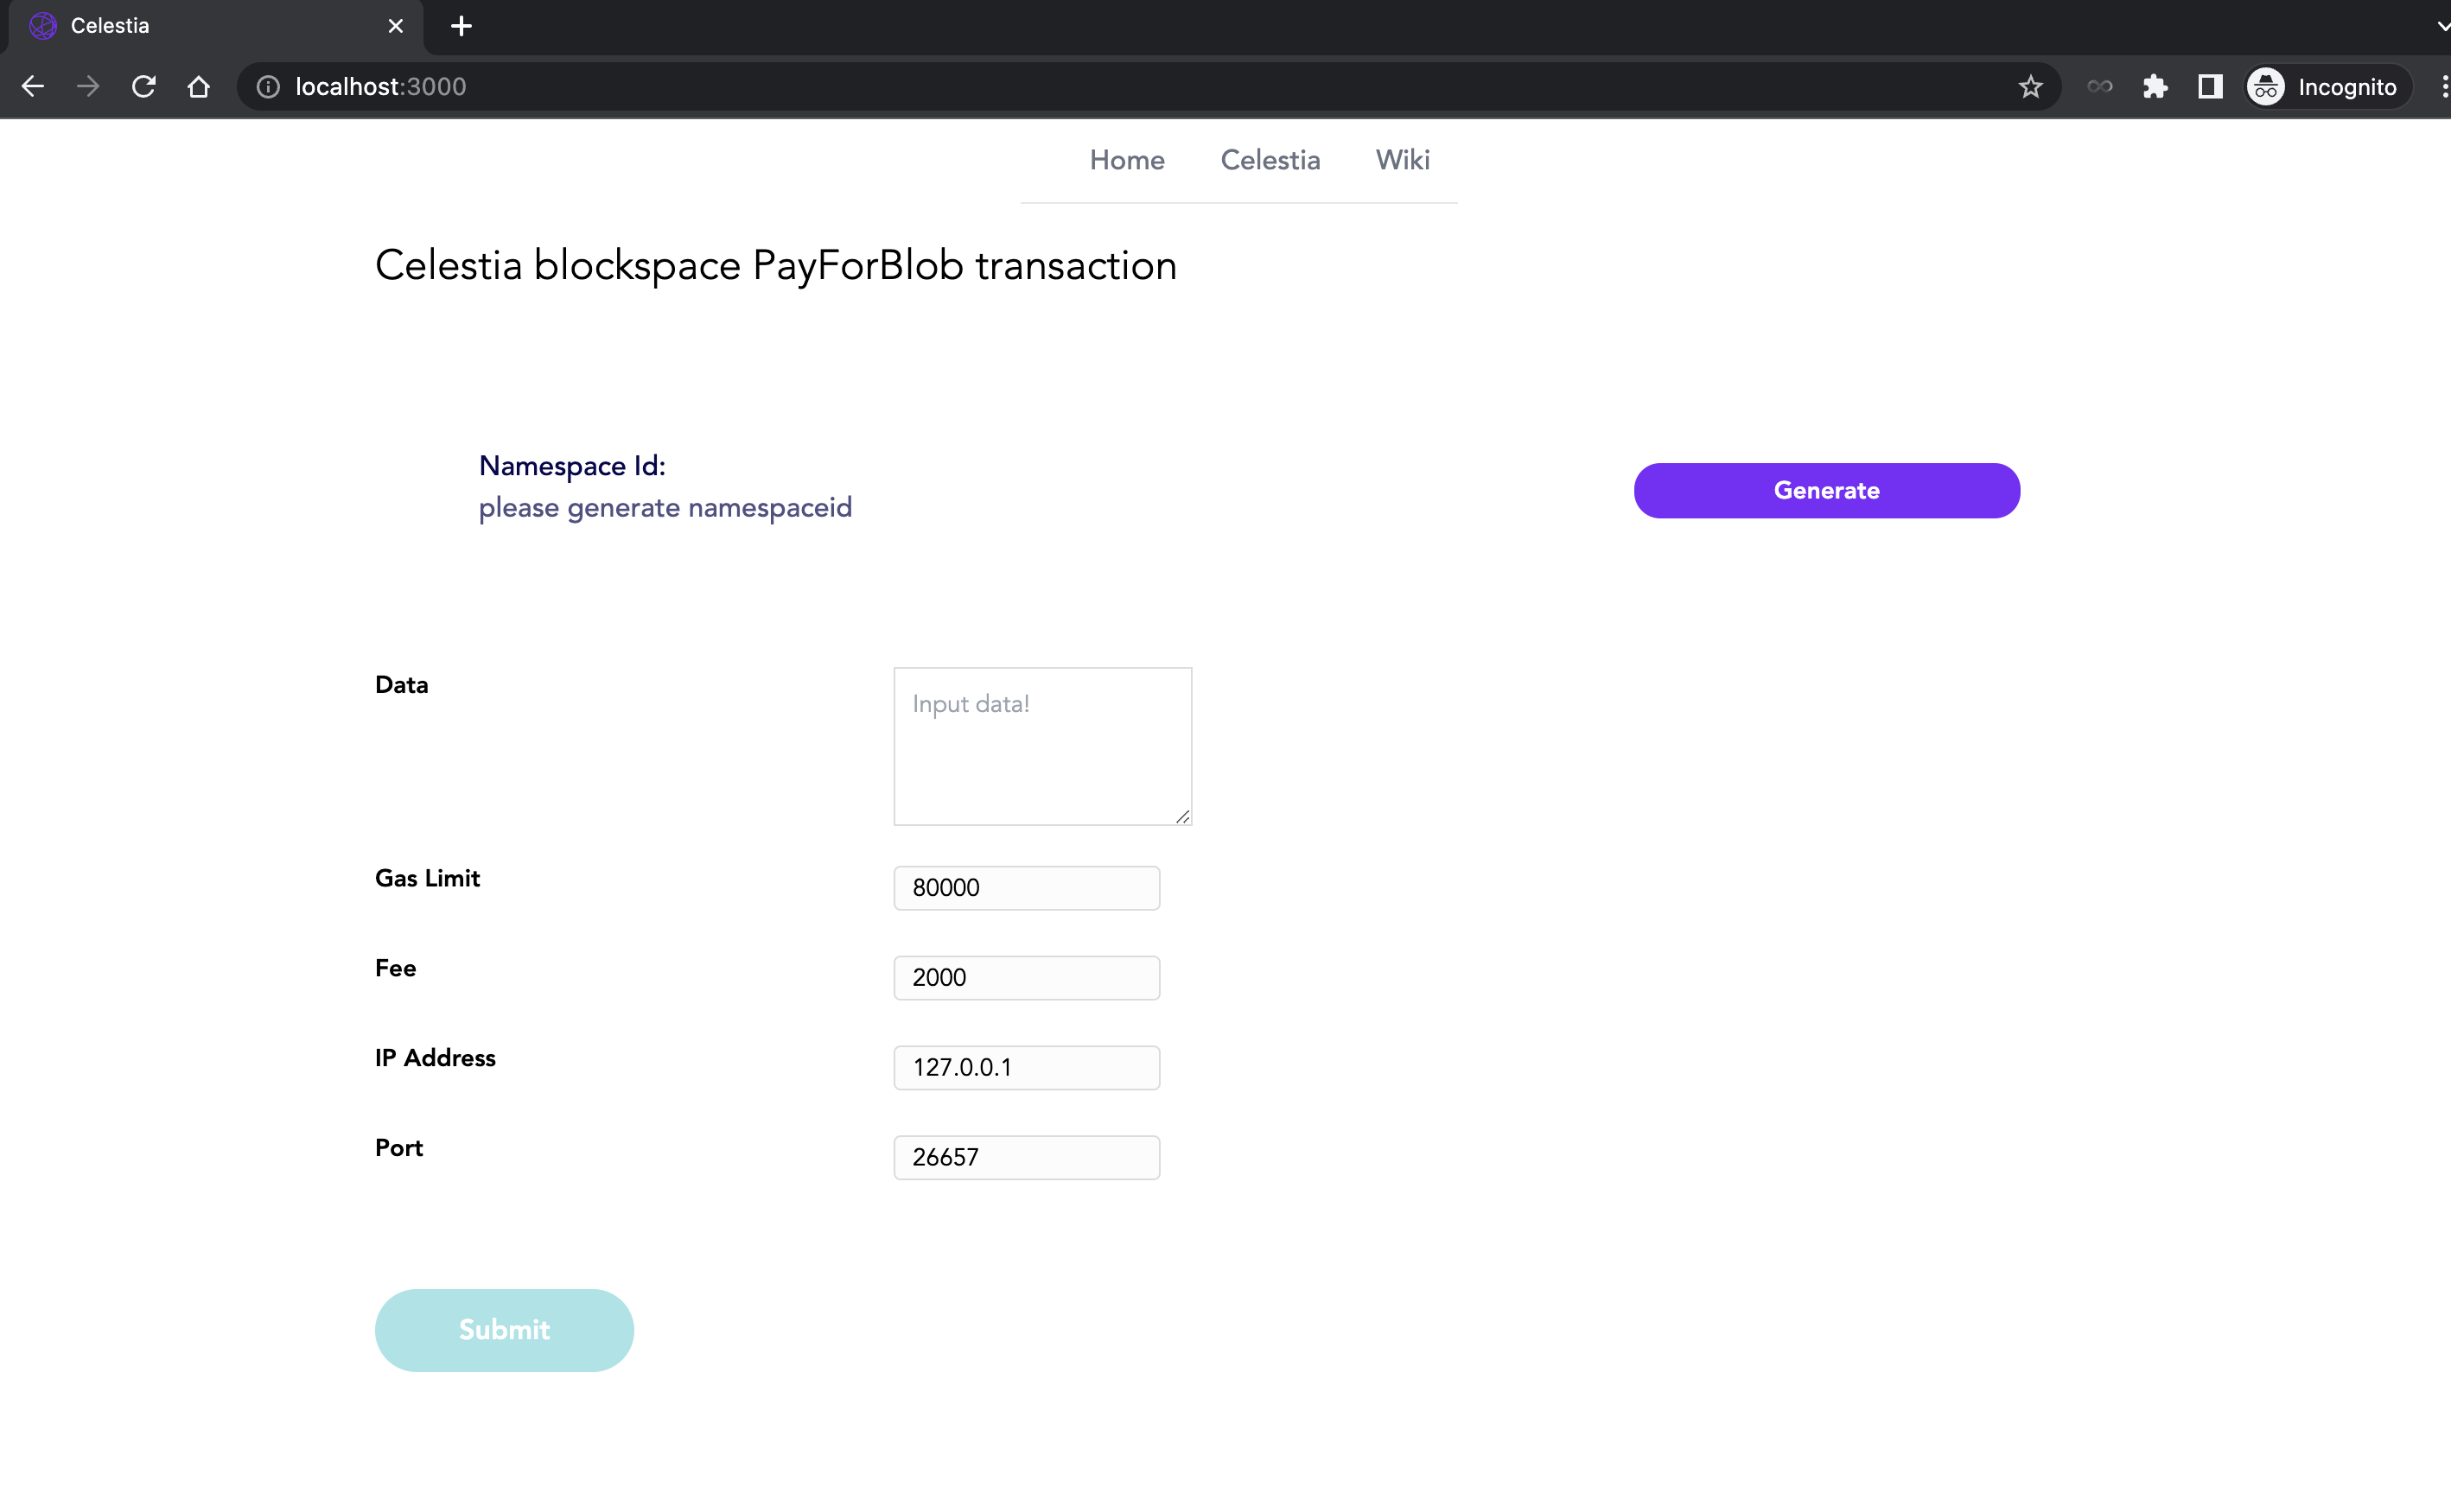 Celestia
localhost:3000
Incognito
Home Celestia Wiki
Celestia blockspace PayForBlob transaction
Namespace Id:
please generate namespaceid
Generate
Data
Input data!
Gas Limit
80000
Fee
2000
IP Address
127.0.0.1
Port
26657
Submit